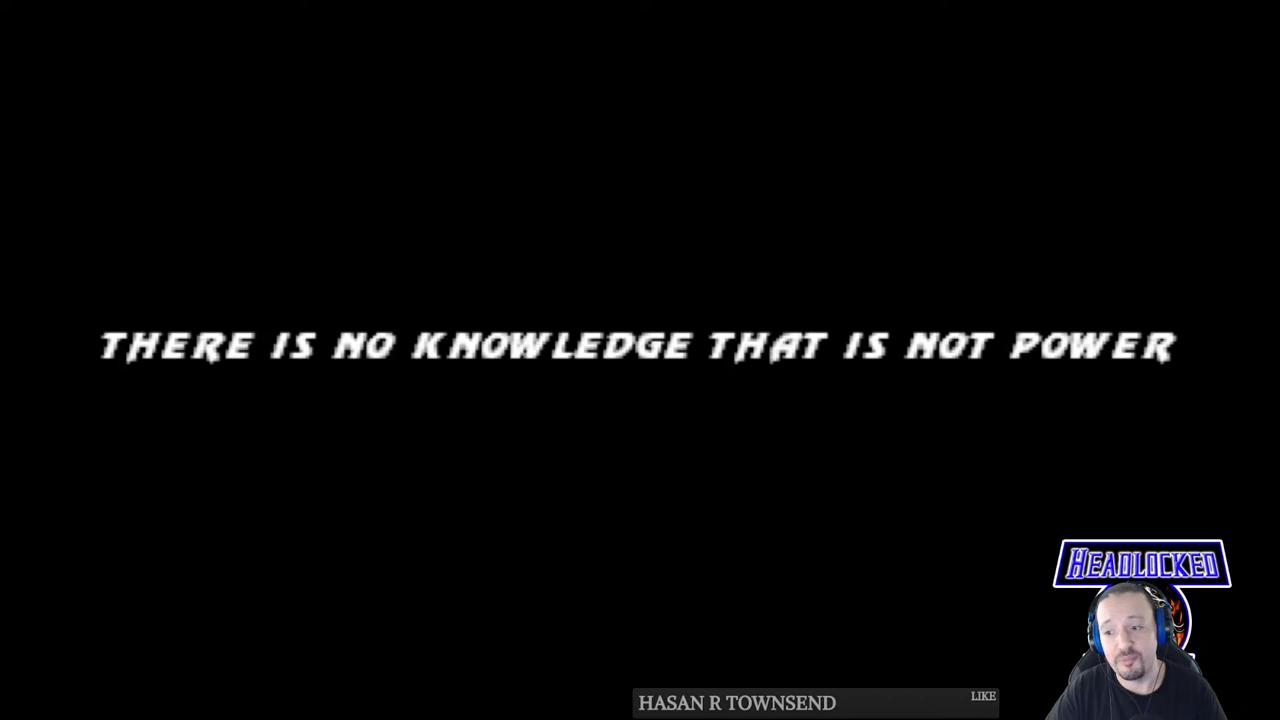 THERE IS NO KNOWLEDGE THAT IS NOT POWER
HEADLOCKED
HASAN R TOWNSEND
LIKE